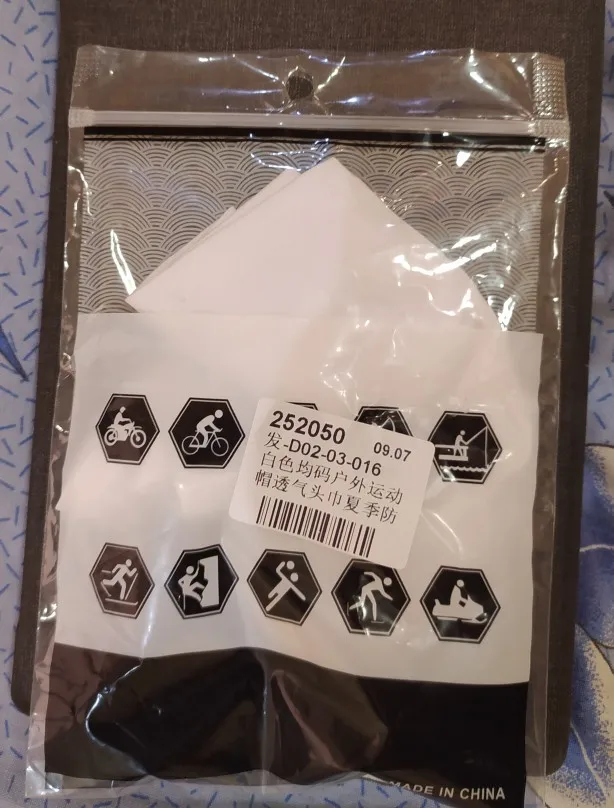 252050 09.07
发-D02-03-016
白色均码户外运动
帽透气头巾夏季防
MADE IN CHINA